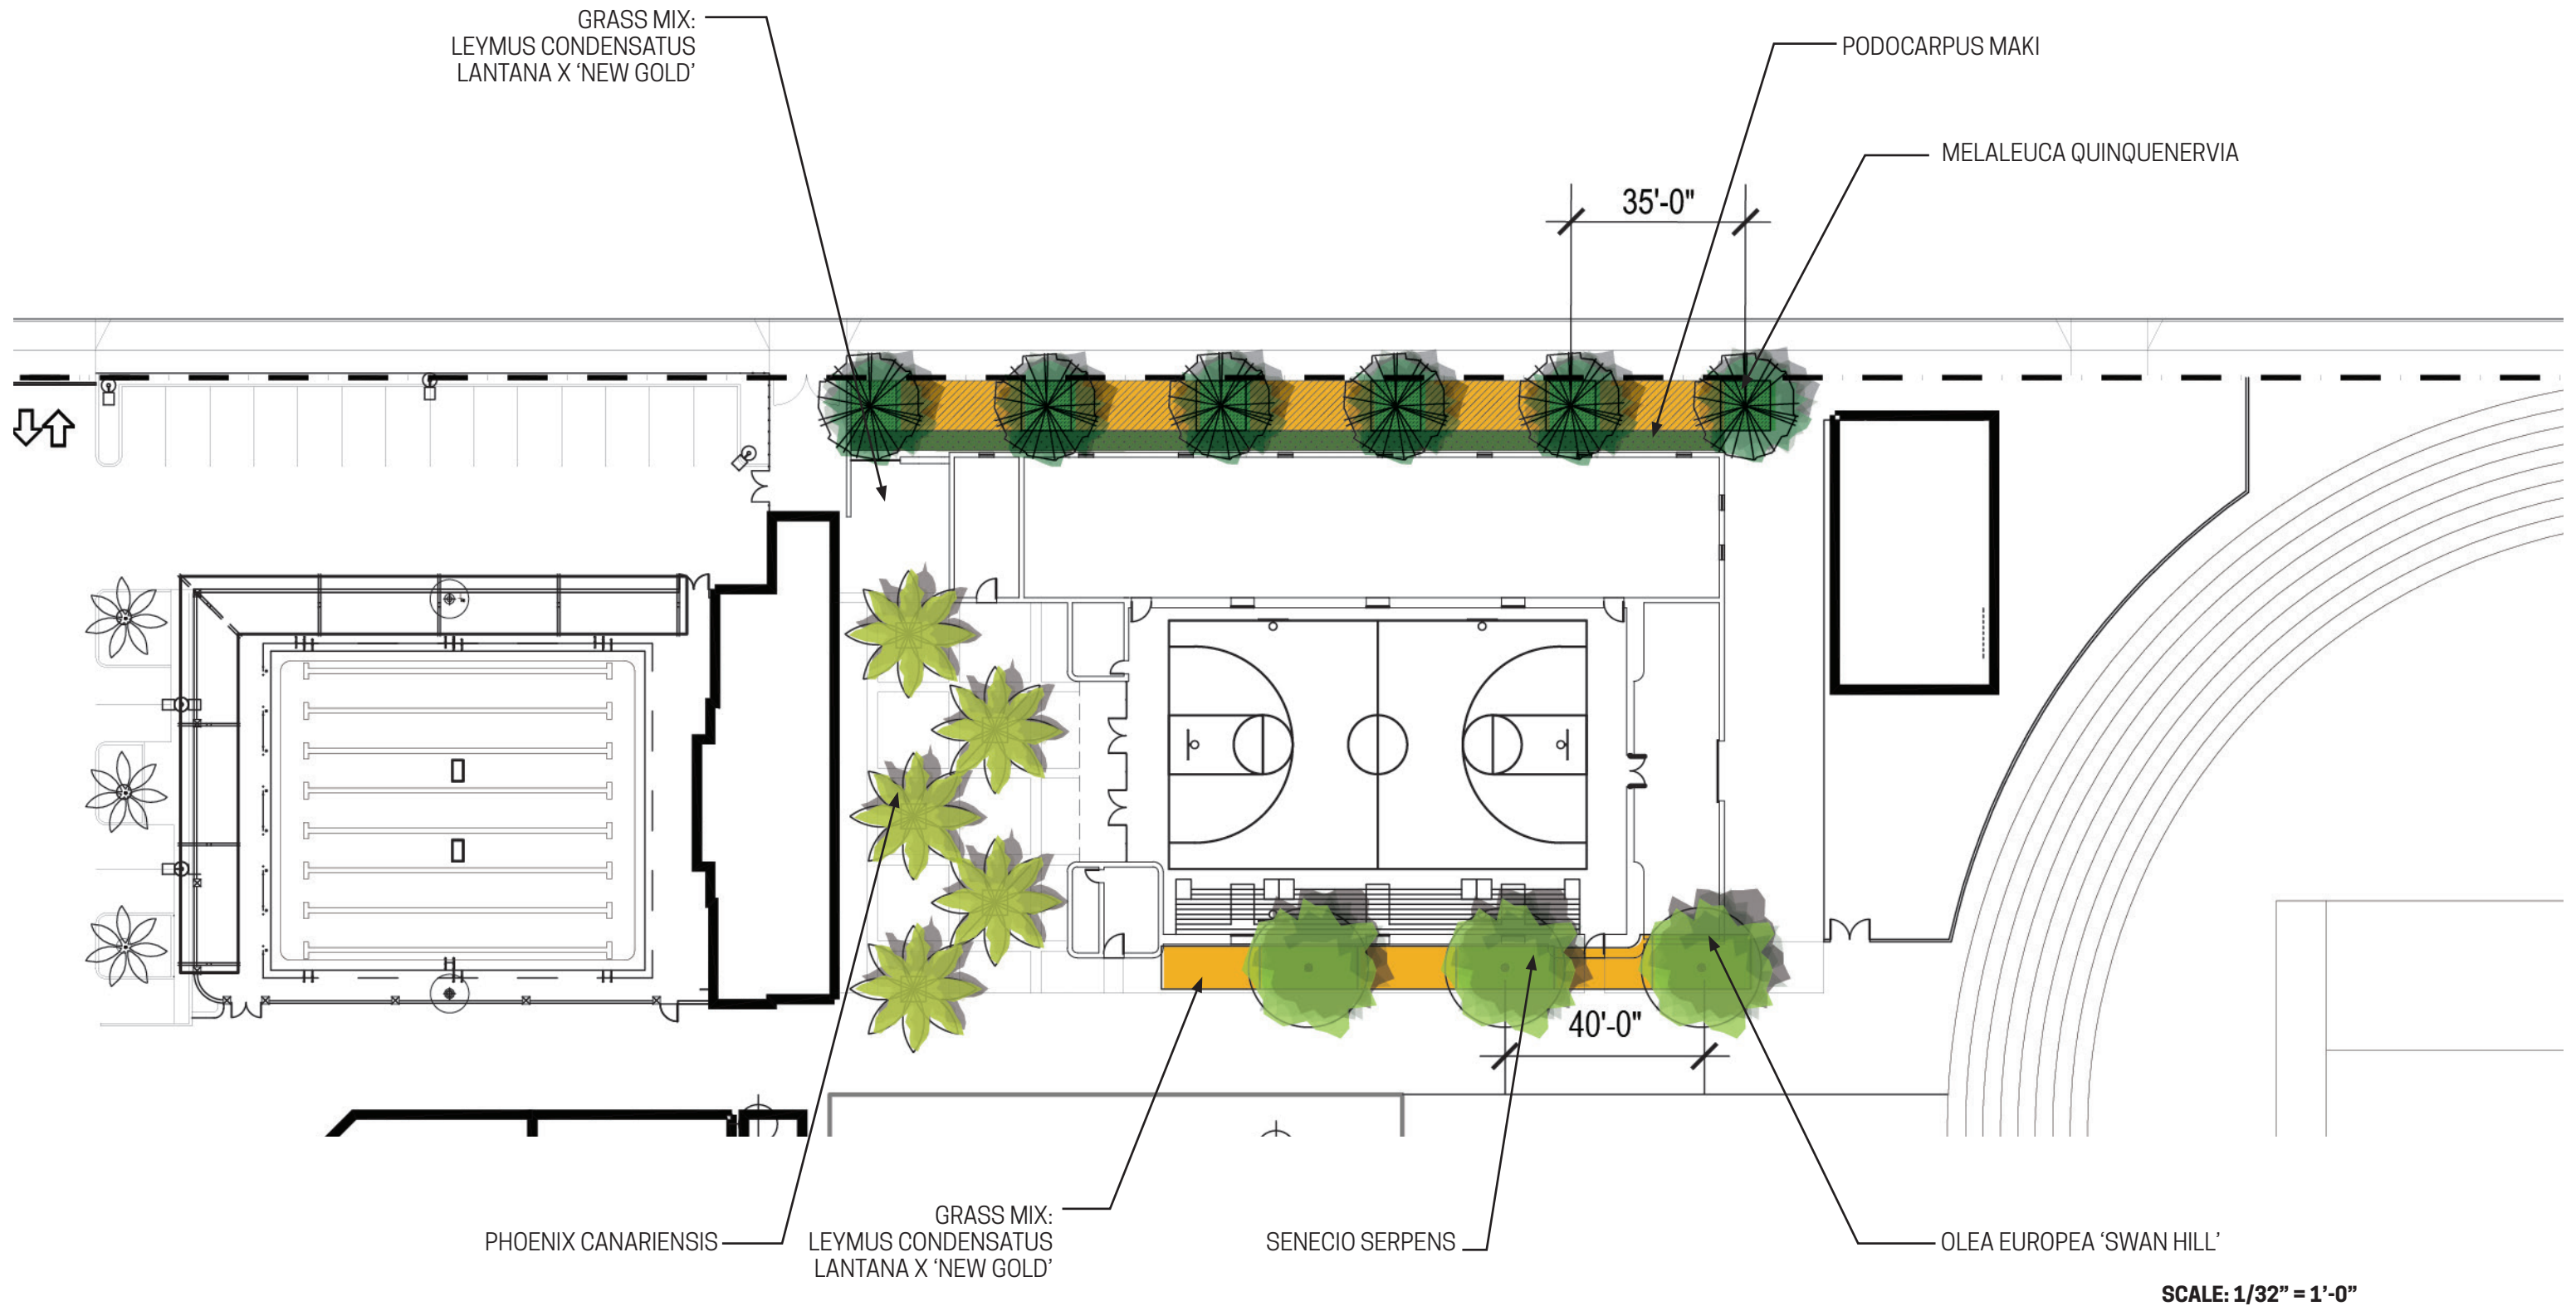 GRASS MIX:
LEYMUS CONDENSATUS
LANTANA X ‘NEW GOLD’
PODOCARPUS MAKI
MELALEUCA QUINQUENERVIA
35'-0"
40'-0"
PHOENIX CANARIENSIS
GRASS MIX:
LEYMUS CONDENSATUS
LANTANA X ‘NEW GOLD’
SENECIO SERPENS
OLEA EUROPEA ‘SWAN HILL’
SCALE: 1/32” = 1’-0”